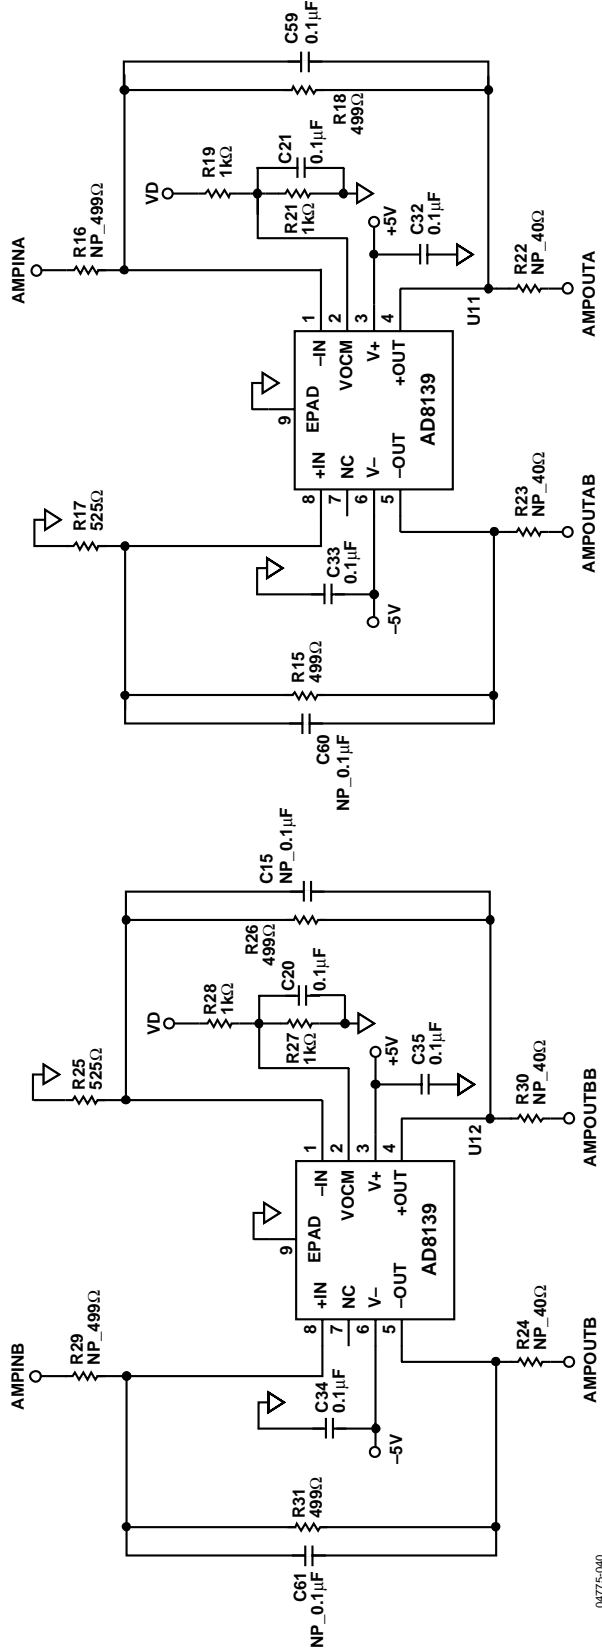 AMPINA
R16
NP_499Ω
C59
0.1µF
R18
499Ω
VD
R19
1kΩ
R21
1kΩ
C21
0.1µF
R17
525Ω
1
2
3
4
–IN
VOCM
V+
+OUT
9
EPAD
AD8139
8
7
6
5
+IN
NC
V–
–OUT
U11
+5V
C32
0.1µF
C33
0.1µF
–5V
R15
499Ω
C60
NP_0.1µF
R22
NP_40Ω
AMPOUTA
R23
NP_40Ω
AMPOUTAB
AMPINB
R29
NP_499Ω
R25
525Ω
C15
NP_0.1µF
R26
499Ω
VD
R28
1kΩ
R27
1kΩ
C20
0.1µF
1
2
3
4
–IN
VOCM
V+
+OUT
9
EPAD
AD8139
8
7
6
5
+IN
NC
V–
–OUT
U12
+5V
C35
0.1µF
C34
0.1µF
–5V
R31
499Ω
C61
NP_0.1µF
R30
NP_40Ω
AMPOUTBB
R24
NP_40Ω
AMPOUTB
04775-040